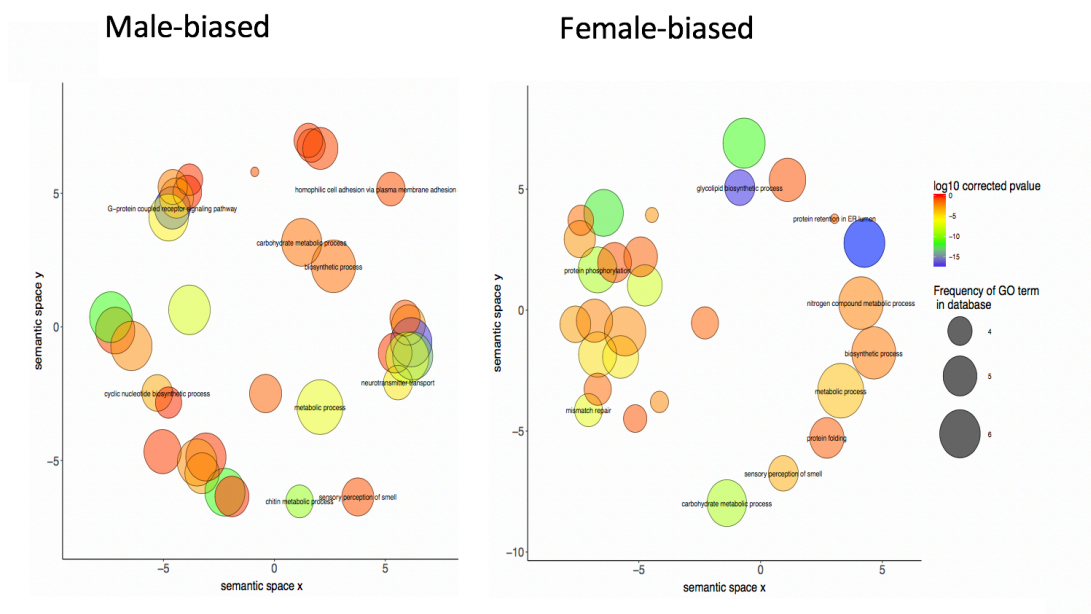 Male-biased
Female-biased
semantic space y
5
0
−5
−5
0
5
semantic space x
homophilic cell adhesion via plasma membrane adhesion
G−protein coupled receptor signaling pathway
carbohydrate metabolic process
biosynthetic process
neurotransmitter transport
cyclic nucleotide biosynthetic process
metabolic process
chitin metabolic process
sensory perception of smell
semantic space y
5
0
−5
−10
−5
0
5
semantic space x
glycolipid biosynthetic process
protein retention in ER lumen
protein phosphorylation
nitrogen compound metabolic process
biosynthetic process
metabolic process
mismatch repair
protein folding
sensory perception of smell
carbohydrate metabolic process
log10 corrected pvalue
0
−5
−10
−15
Frequency of GO term
in database
4
5
6